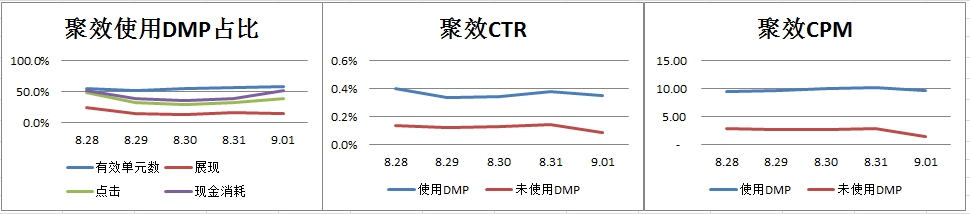 聚效使用DMP占比
100.0%
50.0%
0.0%
8.28 8.29 8.30 8.31 9.01
有效单元数 展现
点击 现金消耗
聚效CTR
0.6%
0.4%
0.2%
0.0%
8.28 8.29 8.30 8.31 9.01
使用DMP 未使用DMP
聚效CPM
15.00
10.00
5.00
-
8.28 8.29 8.30 8.31 9.01
使用DMP 未使用DMP